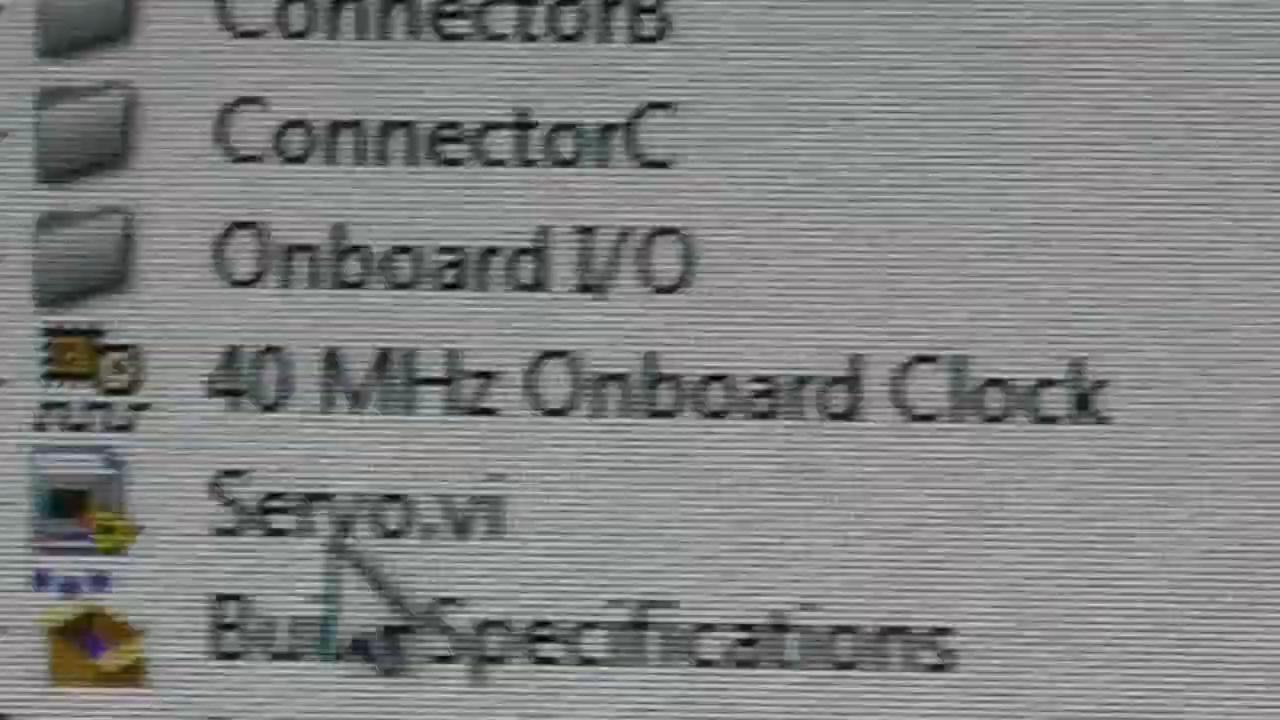 ConnectorB
ConnectorC
Onboard I/O
40 MHz Onboard Clock
Servo.vi
Build Specifications